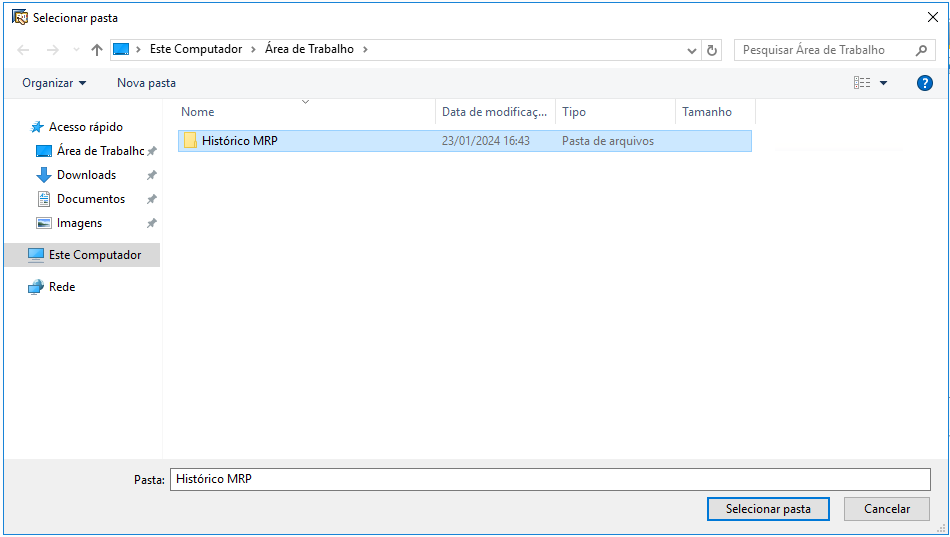 Selecionar pasta
Este Computador > Área de Trabalho >
Pesquisar Área de Trabalho
Organizar
Nova pasta
?
Nome
Data de modificaç...
Tipo
Tamanho
Acesso rápido
Área de Trabalhc
Downloads
Documentos
Imagens
Este Computador
Rede
Histórico MRP 23/01/2024 16:43 Pasta de arquivos
Pasta: Histórico MRP
Selecionar pasta
Cancelar